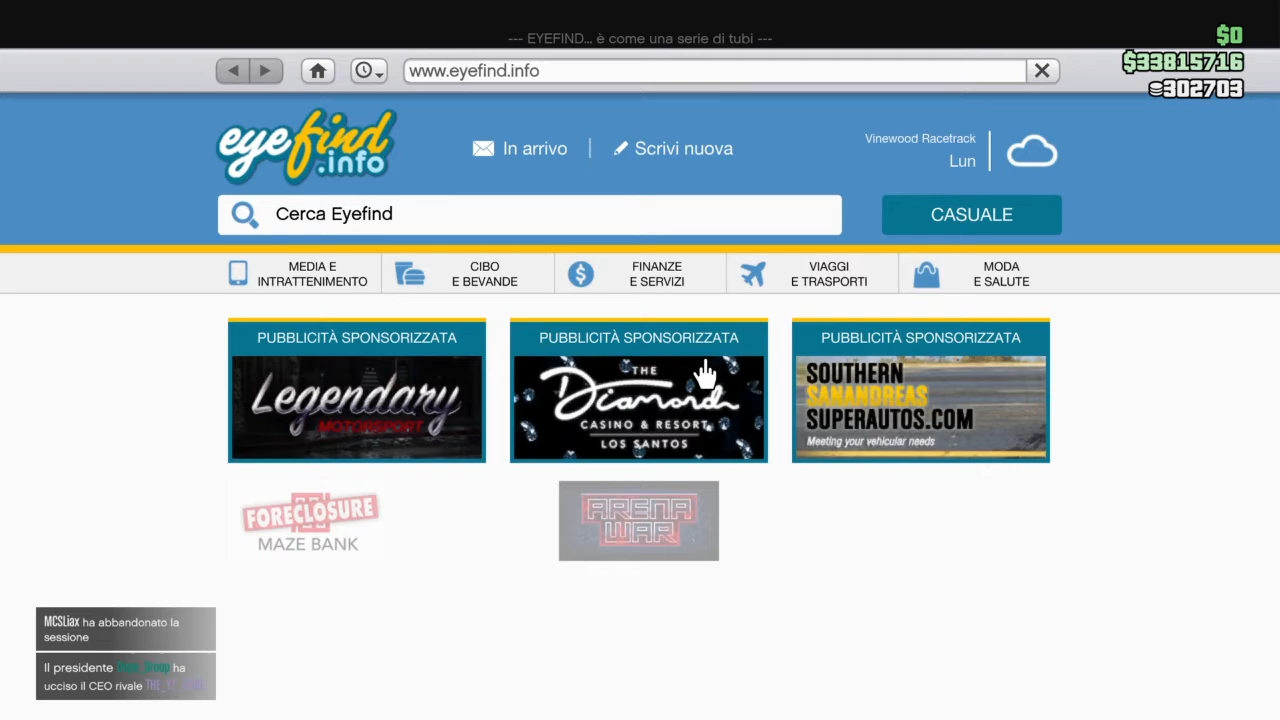 --- EYEFIND... è come una serie di tubi ---
$0
$33815716
302703
www.eyefind.info
eyefind
.info
In arrivo
Scrivi nuova
Vinewood Racetrack
Lun
Cerca Eyefind
CASUALE
MEDIA E
INTRATTENIMENTO
CIBO
E BEVANDE
FINANZE
E SERVIZI
VIAGGI
E TRASPORTI
MODA
E SALUTE
PUBBLICITÀ SPONSORIZZATA
Legendary
MOTORSPORT
PUBBLICITÀ SPONSORIZZATA
THE
Diamond
CASINO & RESORT
LOS SANTOS
PUBBLICITÀ SPONSORIZZATA
SOUTHERN
SANANDREAS
SUPERAUTOS.COM
Meeting your vehicular needs
FORECLOSURE
MAZE BANK
ARENA
WAR
MCSLiax ha abbandonato la
sessione
Il presidente ha
ucciso il CEO rivale